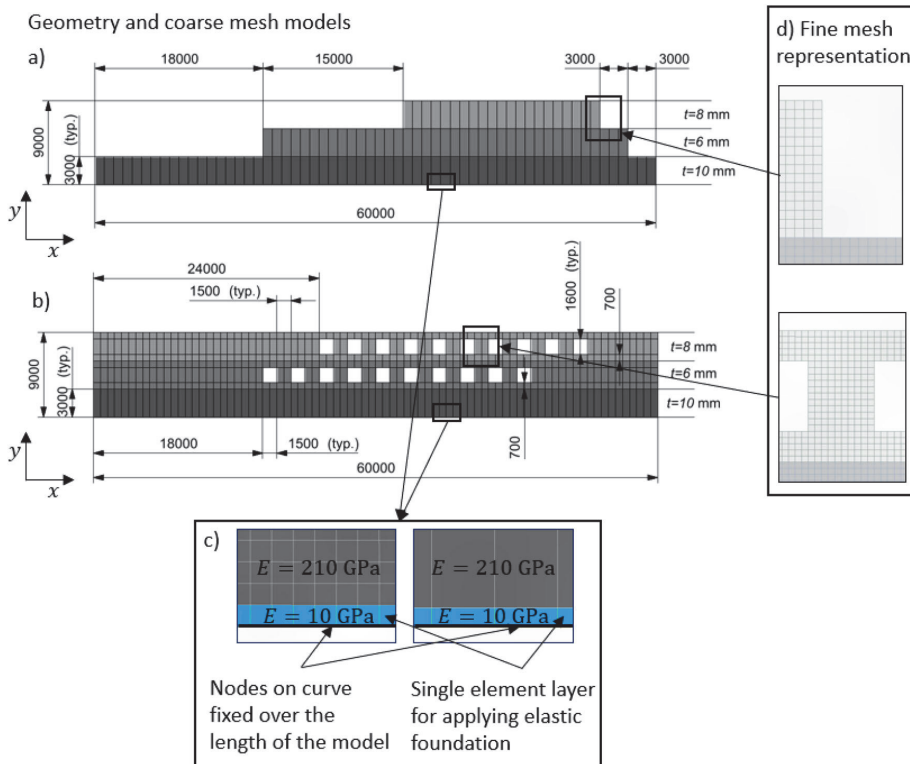 Geometry and coarse mesh models
a)
18000
15000
3000
3000
9000
3000 (typ.)
t=8 mm
t=6 mm
t=10 mm
60000
y
x
b)
24000
1500 (typ.)
1600 (typ.)
700
9000
3000 (typ.)
t=8 mm
t=6 mm
t=10 mm
18000
1500 (typ.)
700
60000
y
x
c)
E = 210 GPa
E = 210 GPa
E = 10 GPa
E = 10 GPa
Nodes on curve
fixed over the
length of the model
Single element layer
for applying elastic
foundation
d) Fine mesh
representation